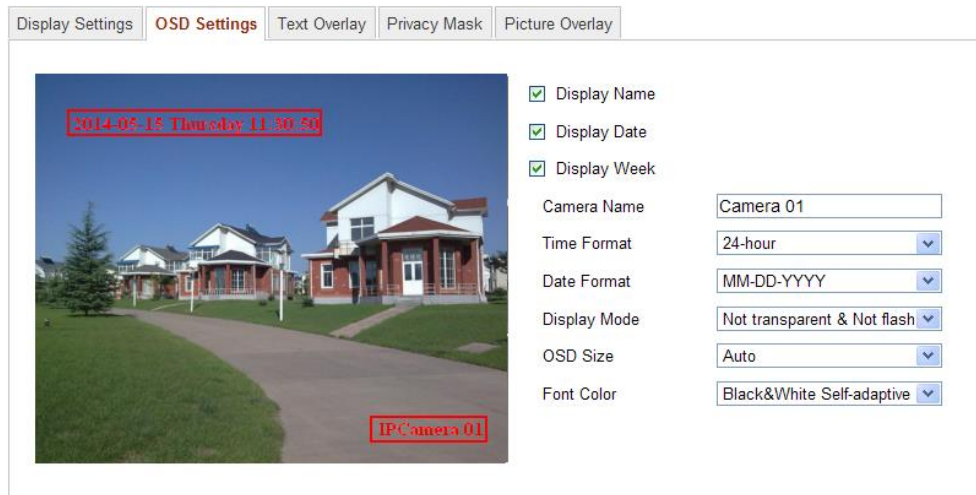 Display Settings OSD Settings Text Overlay Privacy Mask Picture Overlay
2014-05-15 Thursday 11:30:50
IPCamera 01
Display Name
Display Date
Display Week
Camera Name Camera 01
Time Format 24-hour
Date Format MM-DD-YYYY
Display Mode Not transparent & Not flash
OSD Size Auto
Font Color Black&White Self-adaptive